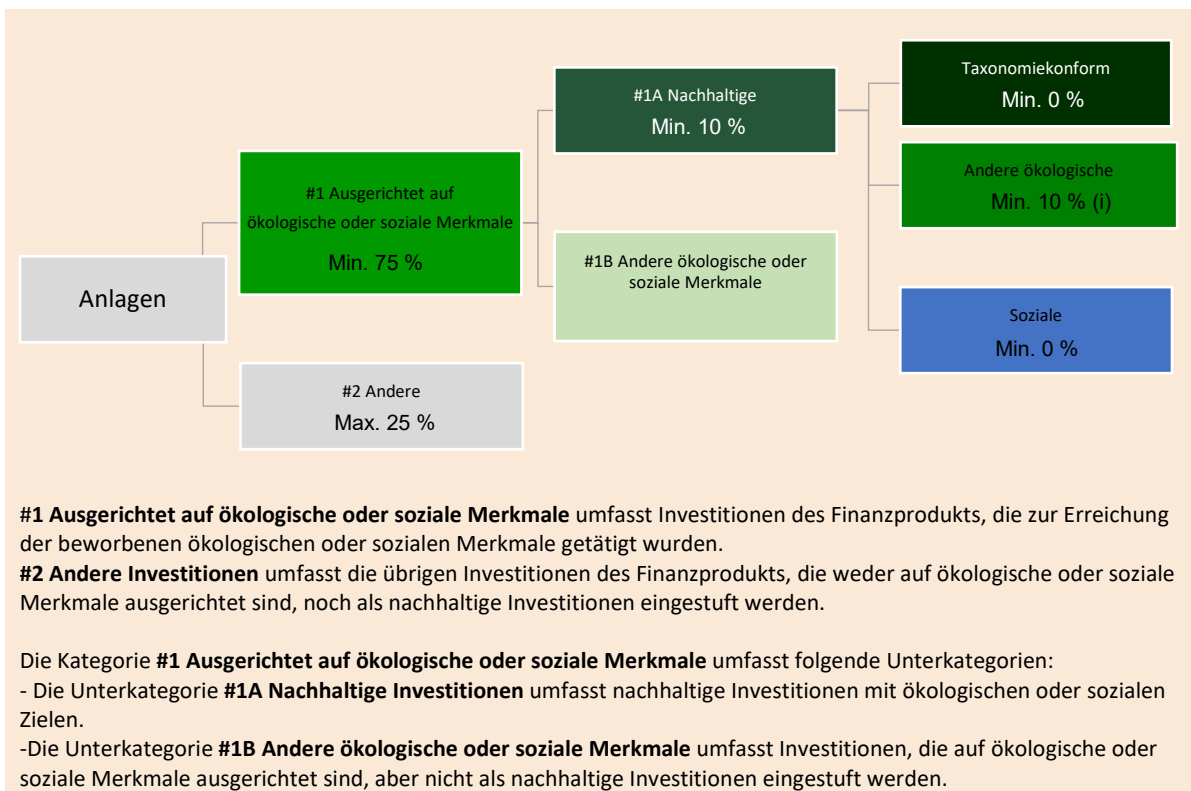 Anlagen
#1 Ausgerichtet auf
ökologische oder soziale Merkmale
Min. 75 %
#2 Andere
Max. 25 %
#1A Nachhaltige
Min. 10 %
#1B Andere ökologische oder
soziale Merkmale
Taxonomiekonform
Min. 0 %
Andere ökologische
Min. 10 % (i)
Soziale
Min. 0 %
#1 Ausgerichtet auf ökologische oder soziale Merkmale umfasst Investitionen des Finanzprodukts, die zur Erreichung
der beworbenen ökologischen oder sozialen Merkmale getätigt wurden.
#2 Andere Investitionen umfasst die übrigen Investitionen des Finanzprodukts, die weder auf ökologische oder soziale
Merkmale ausgerichtet sind, noch als nachhaltige Investitionen eingestuft werden.
Die Kategorie #1 Ausgerichtet auf ökologische oder soziale Merkmale umfasst folgende Unterkategorien:
- Die Unterkategorie #1A Nachhaltige Investitionen umfasst nachhaltige Investitionen mit ökologischen oder sozialen
Zielen.
-Die Unterkategorie #1B Andere ökologische oder soziale Merkmale umfasst Investitionen, die auf ökologische oder
soziale Merkmale ausgerichtet sind, aber nicht als nachhaltige Investitionen eingestuft werden.